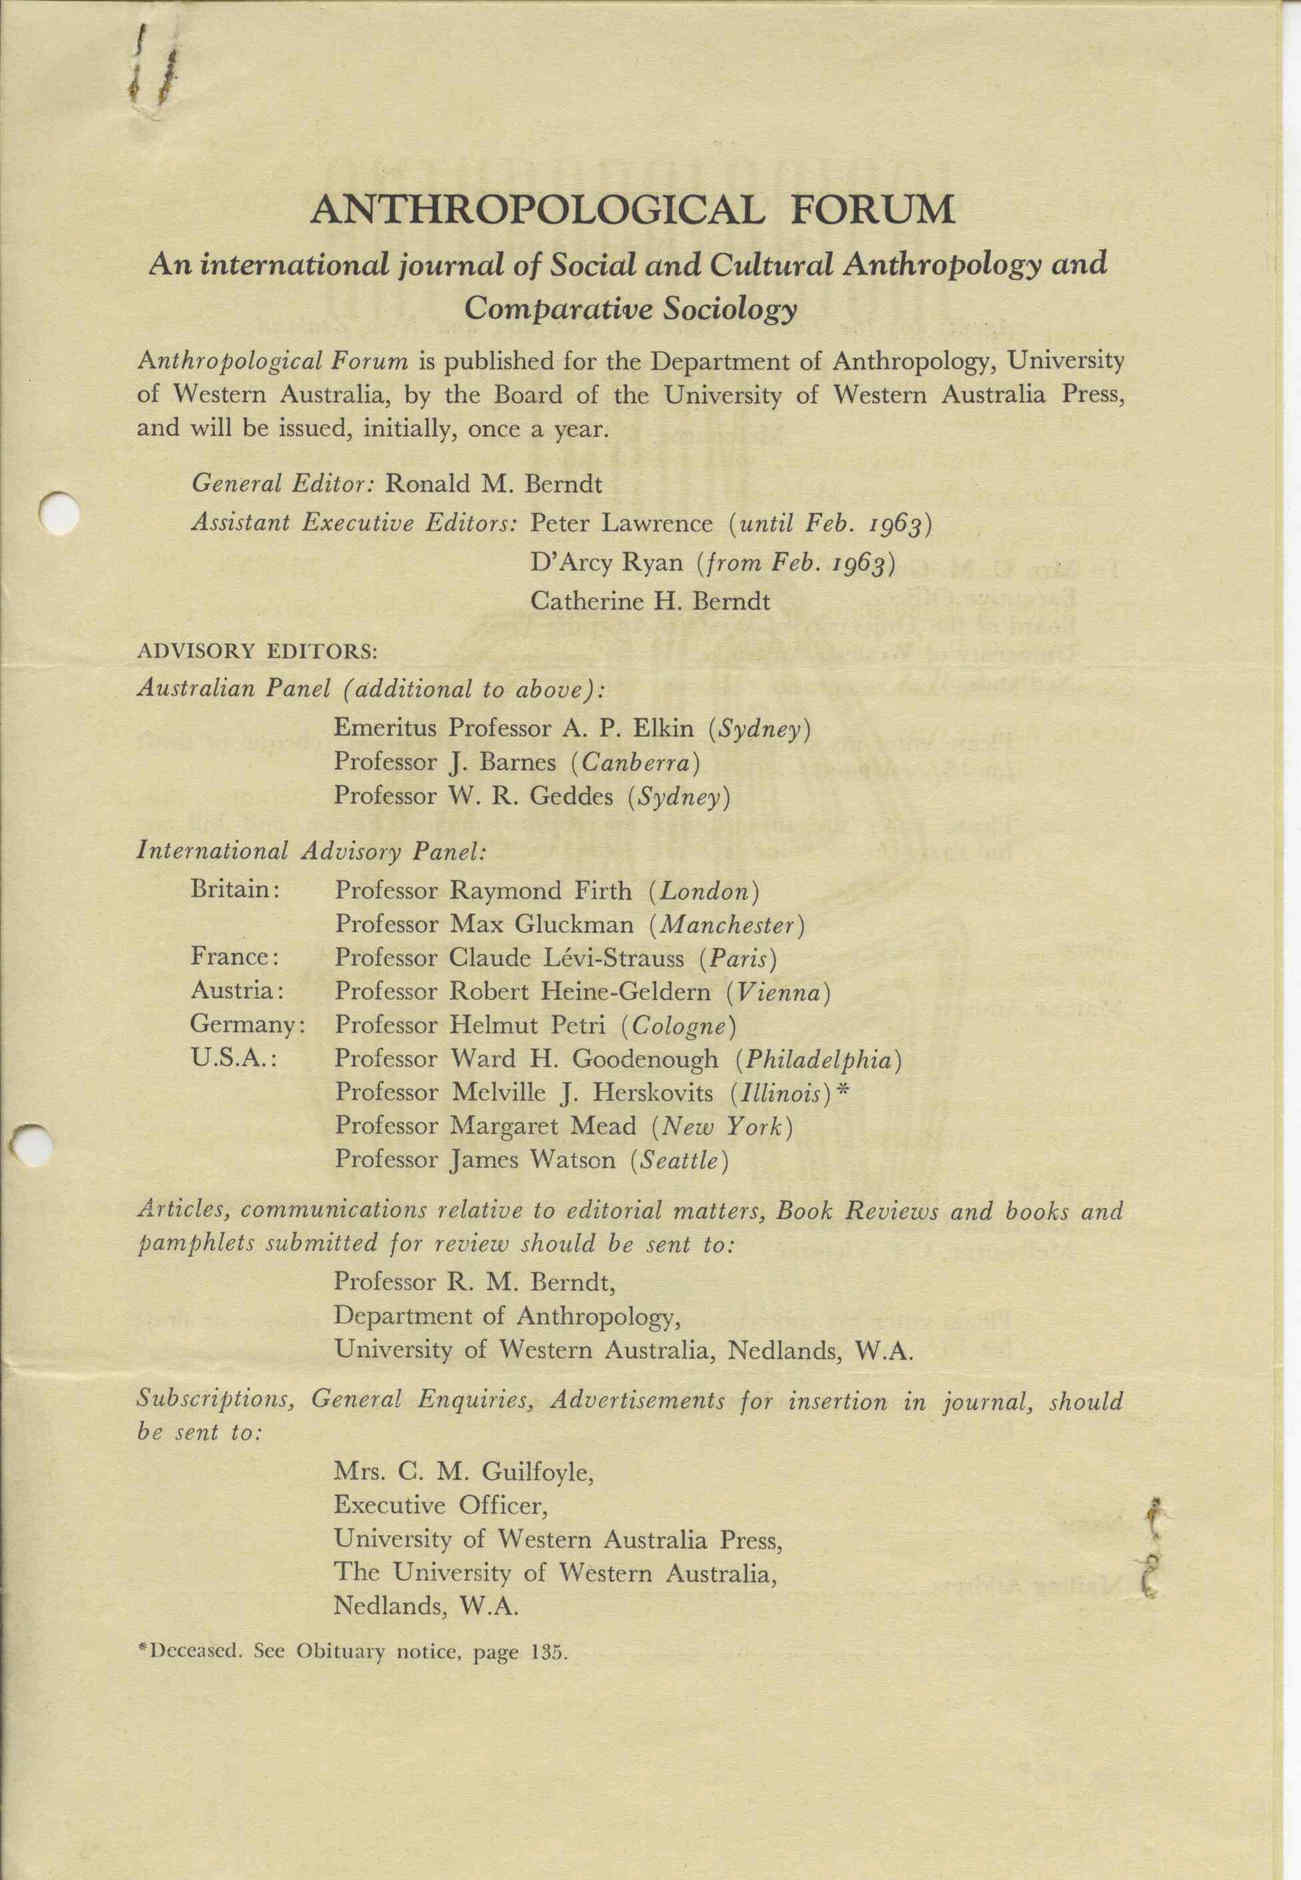 ANTHROPOLOGICAL FORUM
An international journal of Social and Cultural Anthropology and
Comparative Sociology
Anthropological Forum is published for the Department of Anthropology, University
of Western Australia, by the Board of the University of Western Australia Press,
and will be issued, initially, once a year.
General Editor: Ronald M. Berndt
Assistant Executive Editors: Peter Lawrence (until Feb. 1963)
D'Arcy Ryan (from Feb. 1963)
Catherine H. Berndt
ADVISORY EDITORS:
Australian Panel (additional to above):
Emeritus Professor A. P. Elkin (Sydney)
Professor J. Barnes (Canberra)
Professor W. R. Geddes (Sydney)
International Advisory Panel:
Britain: Professor Raymond Firth (London)
Professor Max Gluckman (Manchester)
France: Professor Claude Lévi-Strauss (Paris)
Austria: Professor Robert Heine-Geldern (Vienna)
Germany: Professor Helmut Petri (Cologne)
U.S.A.: Professor Ward H. Goodenough (Philadelphia)
Professor Melville J. Herskovits (Illinois)*
Professor Margaret Mead (New York)
Professor James Watson (Seattle)
Articles, communications relative to editorial matters, Book Reviews and books and
pamphlets submitted for review should be sent to:
Professor R. M. Berndt,
Department of Anthropology,
University of Western Australia, Nedlands, W.A.
Subscriptions, General Enquiries, Advertisements for insertion in journal, should
be sent to:
Mrs. C. M. Guilfoyle,
Executive Officer,
University of Western Australia Press,
The University of Western Australia,
Nedlands, W.A.
*Deceased. See Obituary notice, page 135.